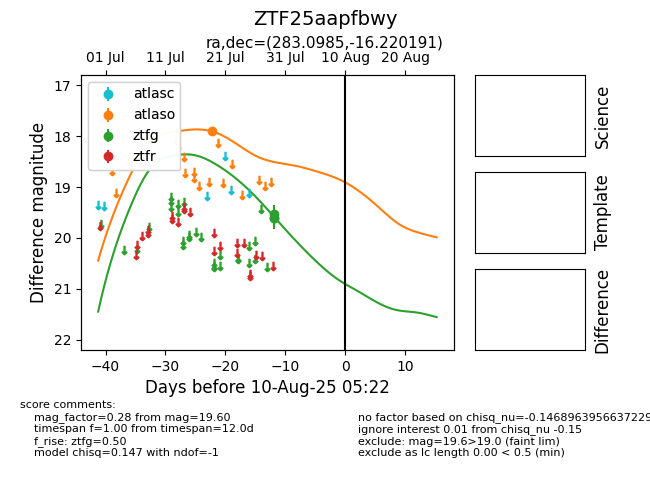 ZTF25aapfbwy
ra,dec=(283.0985,-16.220191)
01 Jul 11 Jul 21 Jul 31 Jul 10 Aug 20 Aug
atlasc
atlaso
ztfg
ztfr
17
18
19
20
21
22
Difference magnitude
−40 −30 −20 −10 0 10
Days before 10-Aug-25 05:22
Science
Template
Difference
score comments:
mag_factor=0.28 from mag=19.60
timespan f=1.00 from timespan=12.0d
f_rise: ztfg=0.50
model chisq=0.147 with ndof=-1
no factor based on chisq_nu=-0.1468963956637229
ignore interest 0.01 from chisq_nu -0.15
exclude: mag=19.6>19.0 (faint lim)
exclude as lc length 0.00 < 0.5 (min)